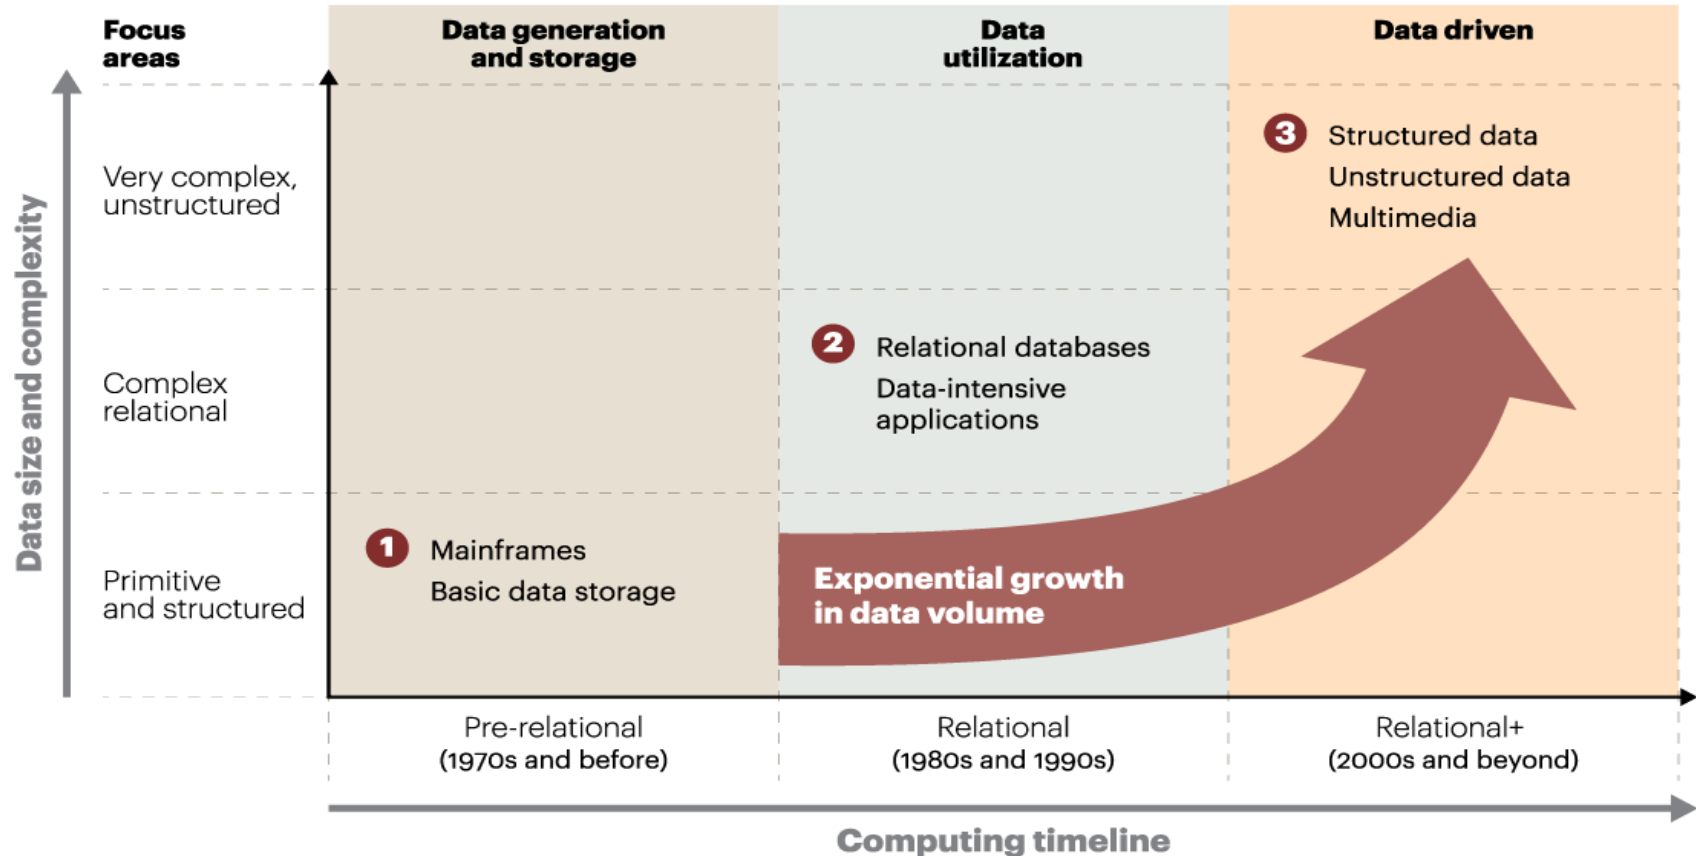 Focus
areas
Data generation
and storage
Data
utilization
Data driven
Data size and complexity
Very complex,
unstructured
3
Structured data
Unstructured data
Multimedia
Complex
relational
2
Relational databases
Data-intensive
applications
Primitive
and structured
1
Mainframes
Basic data storage
Exponential growth
in data volume
Pre-relational
(1970s and before)
Relational
(1980s and 1990s)
Relational+
(2000s and beyond)
Computing timeline